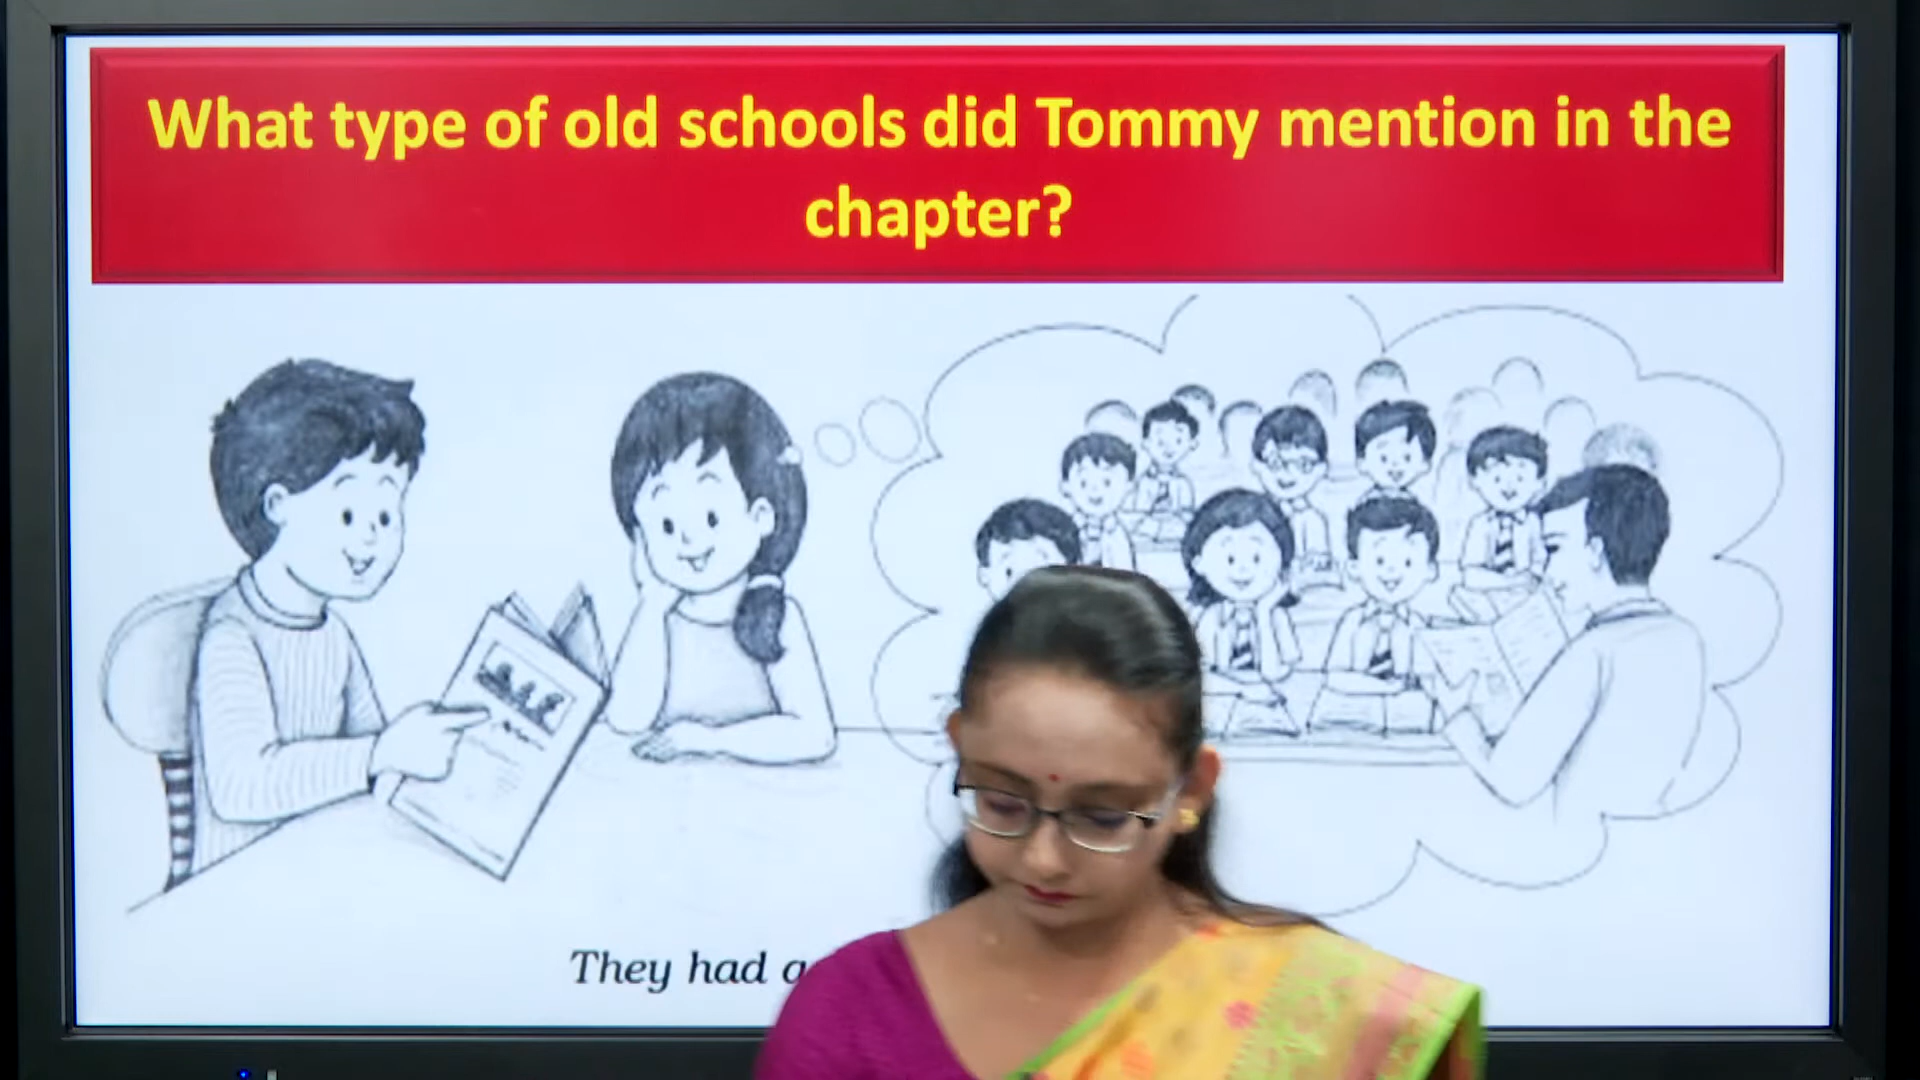 What type of old schools did Tommy mention in the
chapter?
They had a